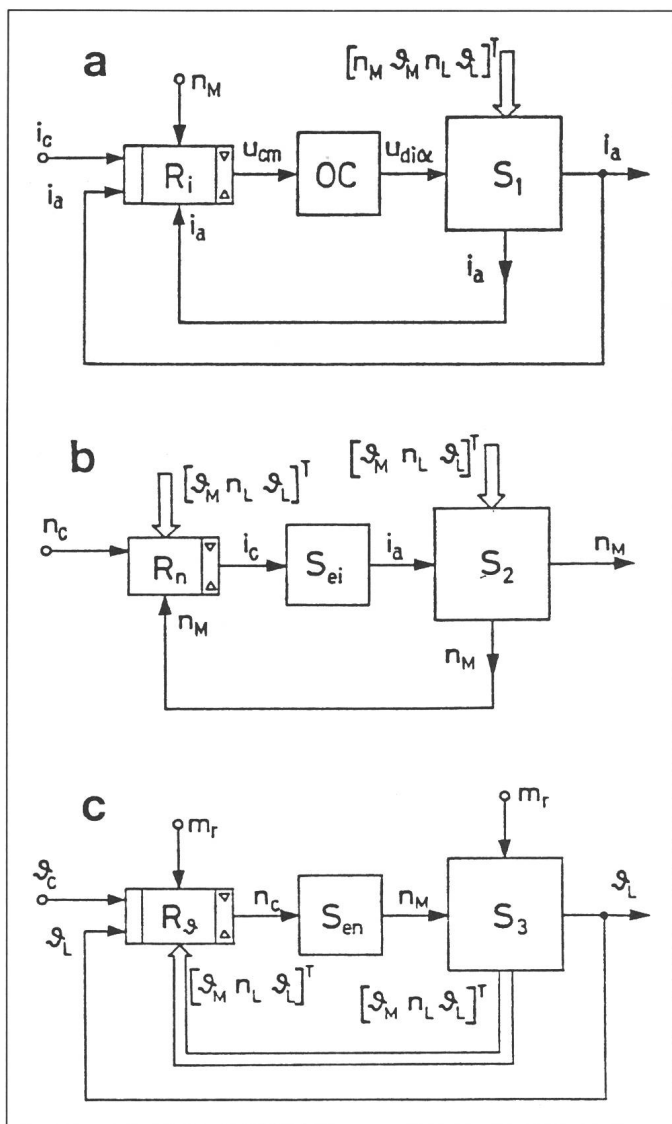 a
[n_M ϑ_M n_L ϑ_L]^T
n_M
i_c
R_i
u_cm
OC
u_diα
S_1
i_a
i_a
i_a
i_a
b
[ϑ_M n_L ϑ_L]^T
[ϑ_M n_L ϑ_L]^T
n_c
R_n
i_c
S_ei
i_a
S_2
n_M
n_M
n_M
c
m_r
m_r
ϑ_c
R_ϑ
n_c
S_en
n_M
S_3
ϑ_L
ϑ_L
[ϑ_M n_L ϑ_L]^T
[ϑ_M n_L ϑ_L]^T